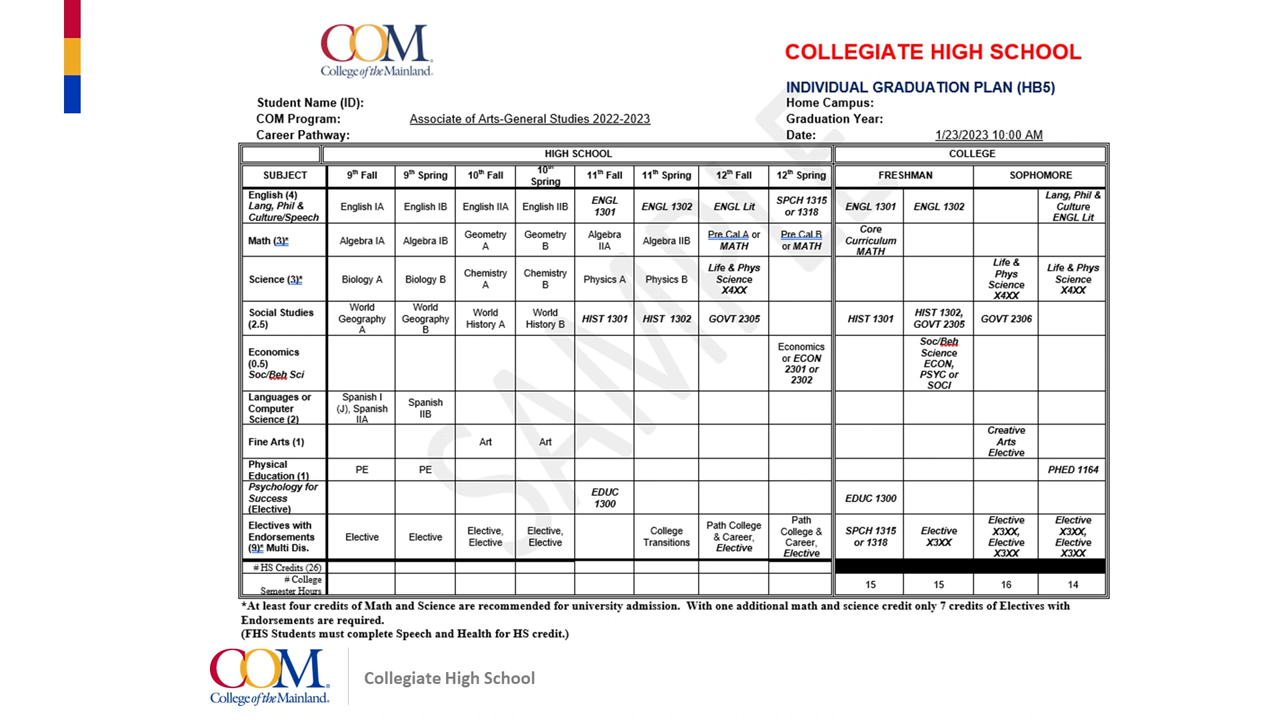 COM
College of the Mainland.
COLLEGIATE HIGH SCHOOL
INDIVIDUAL GRADUATION PLAN (HB5)
Student Name (ID):
Home Campus:
COM Program: Associate of Arts-General Studies 2022-2023
Graduation Year:
Career Pathway:
Date: 1/23/2023 10:00 AM
HIGH SCHOOL COLLEGE
SUBJECT 9th Fall 9th Spring 10th Fall 10th Spring 11th Fall 11th Spring 12th Fall 12th Spring FRESHMAN SOPHOMORE
English (4) Lang, Phil & Culture/Speech English IA English IB English IIA English IIB ENGL 1301 ENGL 1302 ENGL Lit SPCH 1315 or 1318 ENGL 1301 ENGL 1302 Lang, Phil & Culture ENGL Lit
Math (3)* Algebra IA Algebra IB Geometry A Geometry B Algebra IIA Algebra IIB Pre Cal A or MATH Pre Cal B or MATH Core Curriculum MATH
Science (3)* Biology A Biology B Chemistry A Chemistry B Physics A Physics B Life & Phys Science X4XX Life & Phys Science X4XX Life & Phys Science X4XX
Social Studies (2.5) World Geography A World Geography B World History A World History B HIST 1301 HIST 1302 GOVT 2305 HIST 1301 HIST 1302, GOVT 2305 GOVT 2306
Economics (0.5) Soc/Beh Sci Economics or ECON 2301 or 2302 Soc/Beh Science ECON, PSYC or SOCI
Languages or Computer Science (2) Spanish I (J), Spanish IIA Spanish IIB
Fine Arts (1) Art Art Creative Arts Elective
Physical Education (1) PE PE PHED 1164
Psychology for Success (Elective) EDUC 1300 EDUC 1300
Electives with Endorsements (9)* Multi Dis. Elective Elective Elective, Elective Elective, Elective College Transitions Path College & Career, Elective Path College & Career, Elective SPCH 1315 or 1318 Elective X3XX Elective X3XX, Elective X3XX Elective X3XX, Elective X3XX
# HS Credits (26)
# College Semester Hours 15 15 16 14
SAMPLE
*At least four credits of Math and Science are recommended for university admission. With one additional math and science credit only 7 credits of Electives with
Endorsements are required.
(FHS Students must complete Speech and Health for HS credit.)
COM
College of the Mainland.
Collegiate High School